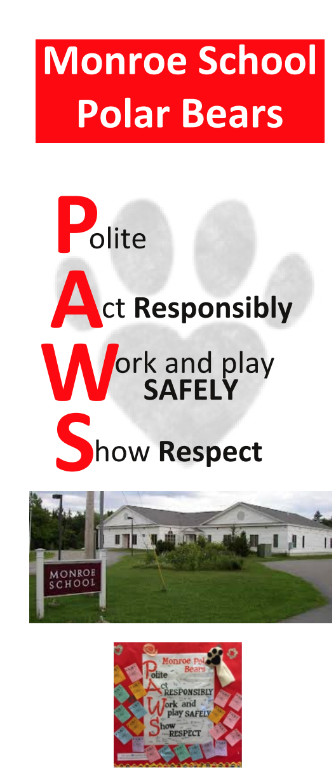 Monroe School
Polar Bears
Polite
Act Responsibly
Work and play
SAFELY
Show Respect
MONROE
SCHOOL
Monroe Polar
Bears
Polite
Act
RESPONSIBLY
Work and
play SAFELY
Show
RESPECT